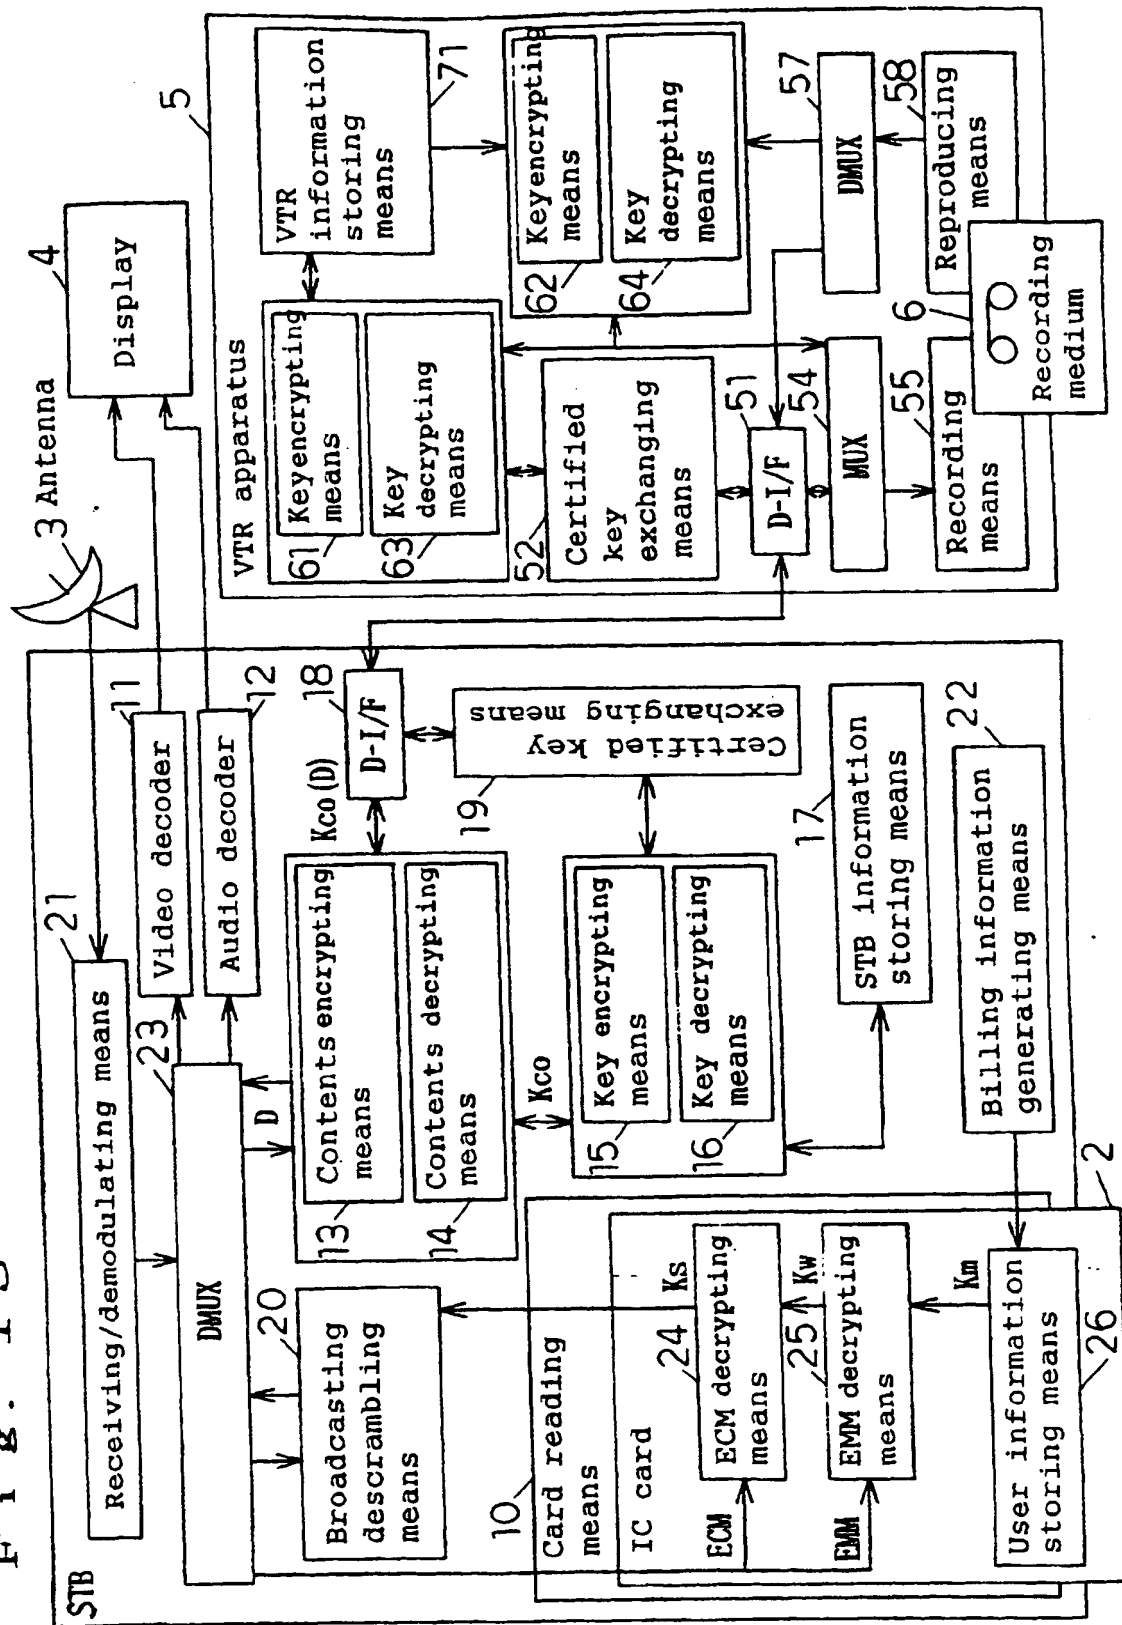 Fig. 15
STB
21
Receiving/demodulating means
3 Antenna
4
Display
11
Video decoder
12
Audio decoder
23
DMUX
D
20
Broadcasting
descrambling
means
Contents encrypting
means
13
Contents decrypting
means
14
Kco(D)
18
D-I/F
Certified key
exchanging means
19
Kco
Key encrypting
means
15
Key decrypting
means
16
17
STB information
storing means
22
Billing information
generating means
10
Card reading
means
2
IC card
ECM
24
ECM decrypting
means
Ks
EMM
25
EMM decrypting
means
Kw
Km
User information
storing means
26
5
VTR apparatus
Keyencrypting
means
61
Key
decrypting
means
63
VTR
information
storing
means
71
Keyencrypting
means
62
Key
decrypting
means
64
52
Certified
key
exchanging
means
51
D-I/F
54
MUX
55
Recording
means
57
DMUX
58
Reproducing
means
6
Recording
medium